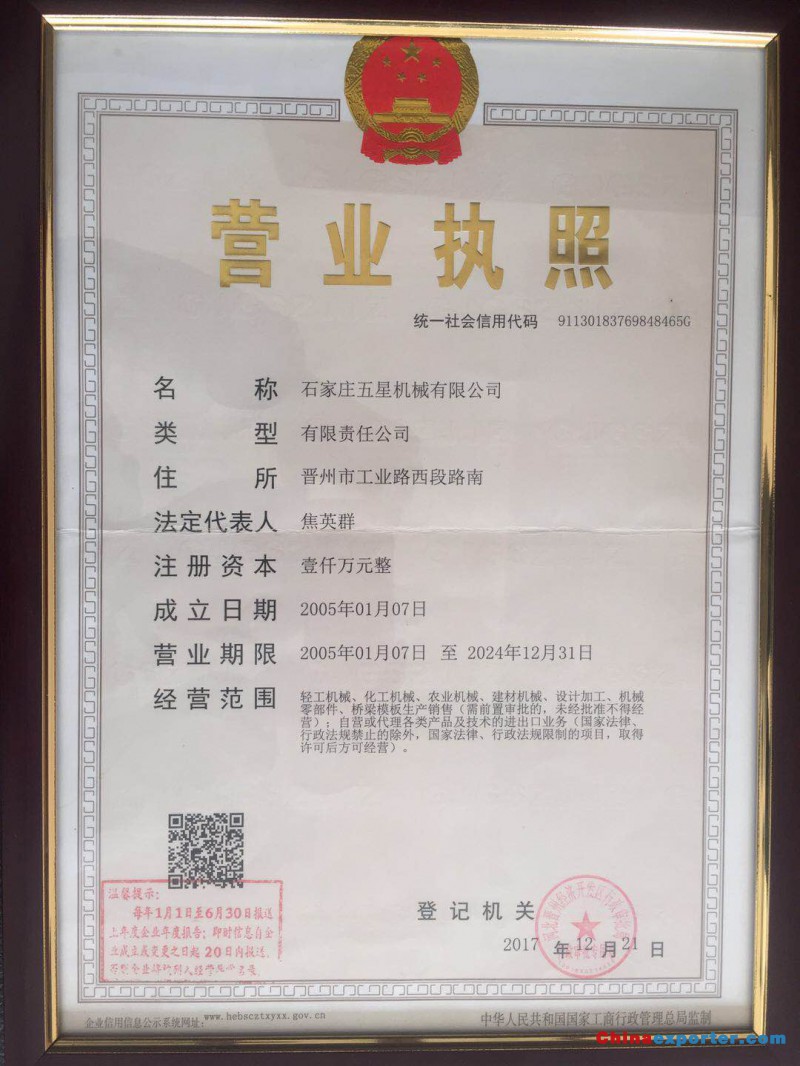 营业执照
统一社会信用代码 91130183769848465G
名称 石家庄五星机械有限公司
类型 有限责任公司
住所 晋州市工业路西段路南
法定代表人 焦英群
注册资本 壹仟万元整
成立日期 2005年01月07日
营业期限 2005年01月07日 至 2024年12月31日
经营范围 轻工机械、化工机械、农业机械、建材机械、设计加工、机械
零部件、桥梁模板生产销售（需前置审批的，未经批准不得经
营）；自营或代理各类产品及技术的进出口业务（国家法律、
行政法规禁止的除外，国家法律、行政法规限制的项目，取得
许可后方可经营）。
温馨提示：
每年1月1日至6月30日报送
上年度企业年度报告；即时信息自企
业成立或变更之日起20日内报送，
登记机关
2017年12月21日
企业信用信息公示系统网址：www.hebscztxyxx.gov.cn
中华人民共和国国家工商行政管理总局监制
Chinaexporter.com